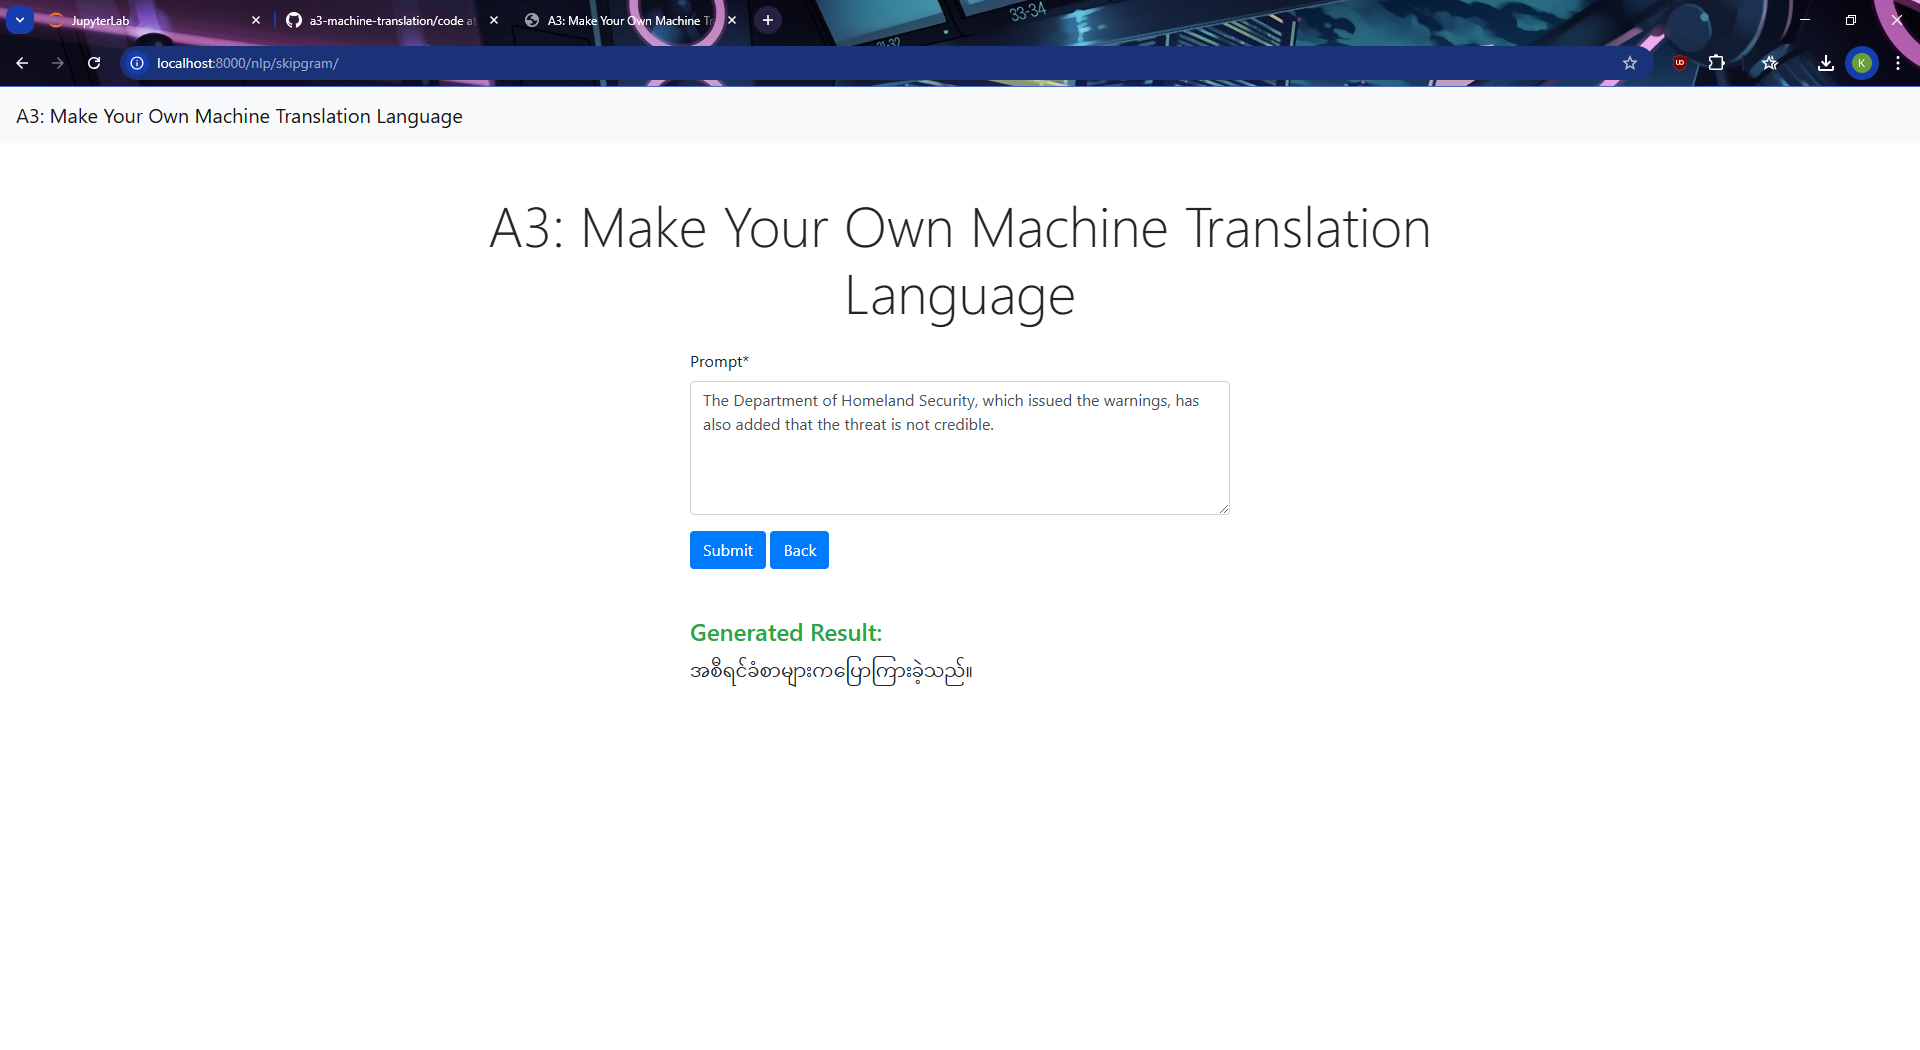 JupyterLab
a3-machine-translation/code at
A3: Make Your Own Machine Tr
33-34
localhost:8000/nlp/skipgram/
K
A3: Make Your Own Machine Translation Language
A3: Make Your Own Machine Translation
Language
Prompt*
The Department of Homeland Security, which issued the warnings, has
also added that the threat is not credible.
Submit
Back
Generated Result:
အစီရင်ခံစာများကပြောကြားခဲ့သည်။